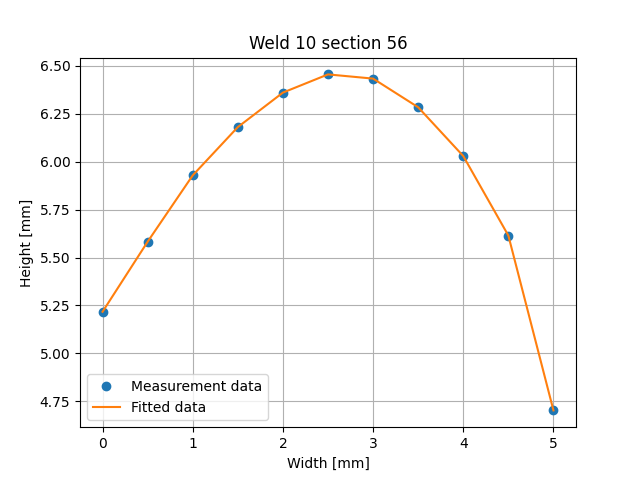 Weld 10 section 56
Height [mm]
6.50
6.25
6.00
5.75
5.50
5.25
5.00
4.75
Measurement data
Fitted data
0 1 2 3 4 5
Width [mm]